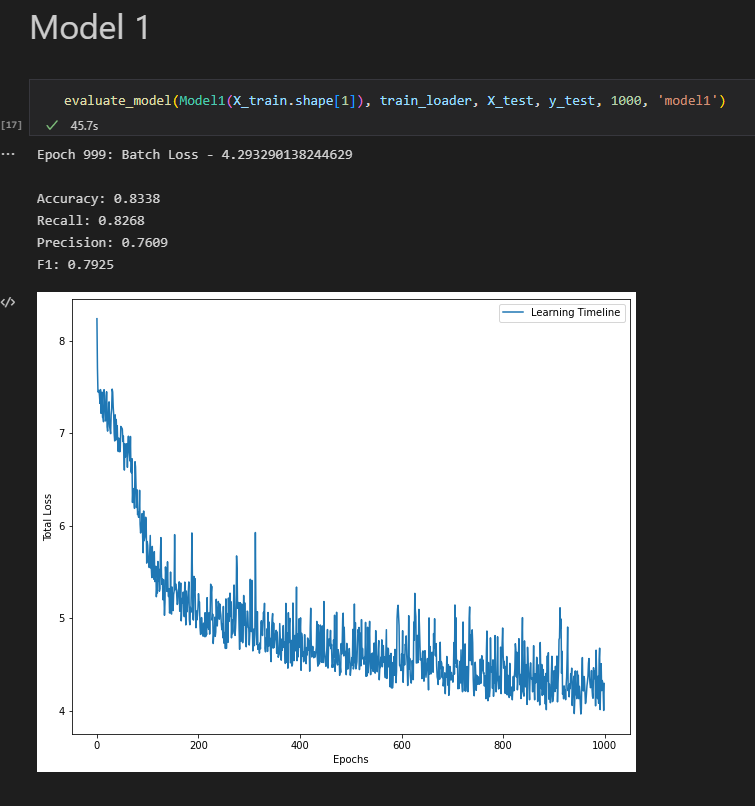 Model 1
evaluate_model(Model1(X_train.shape[1]), train_loader, X_test, y_test, 1000, 'model1')
[17]
45.7s
Epoch 999: Batch Loss - 4.293290138244629
Accuracy: 0.8338
Recall: 0.8268
Precision: 0.7609
F1: 0.7925
Learning Timeline
8
7
6
5
4
Total Loss
0 200 400 600 800 1000
Epochs